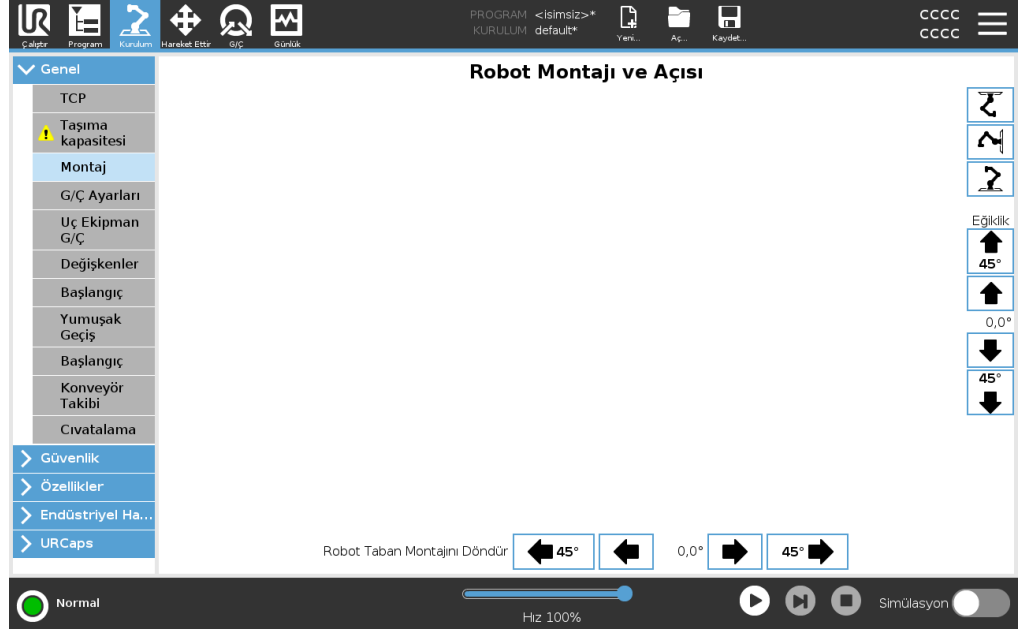 PROGRAM <isimsiz>*
KURULUM default*
cccc
cccc
Çalıştır
Program
Kurulum
Hareket Ettir
G/Ç
Günlük
Yeni...
Aç...
Kaydet...
Genel
TCP
Taşıma
kapasitesi
Montaj
G/Ç Ayarları
Uç Ekipman
G/Ç
Değişkenler
Başlangıç
Yumuşak
Geçiş
Başlangıç
Konveyör
Takibi
Cıvatalama
Güvenlik
Özellikler
Endüstriyel Ha...
URCaps
Robot Montajı ve Açısı
Eğiklik
45°
0,0°
45°
Robot Taban Montajını Döndür 45° 0,0° 45°
Normal
Hız 100%
Simülasyon